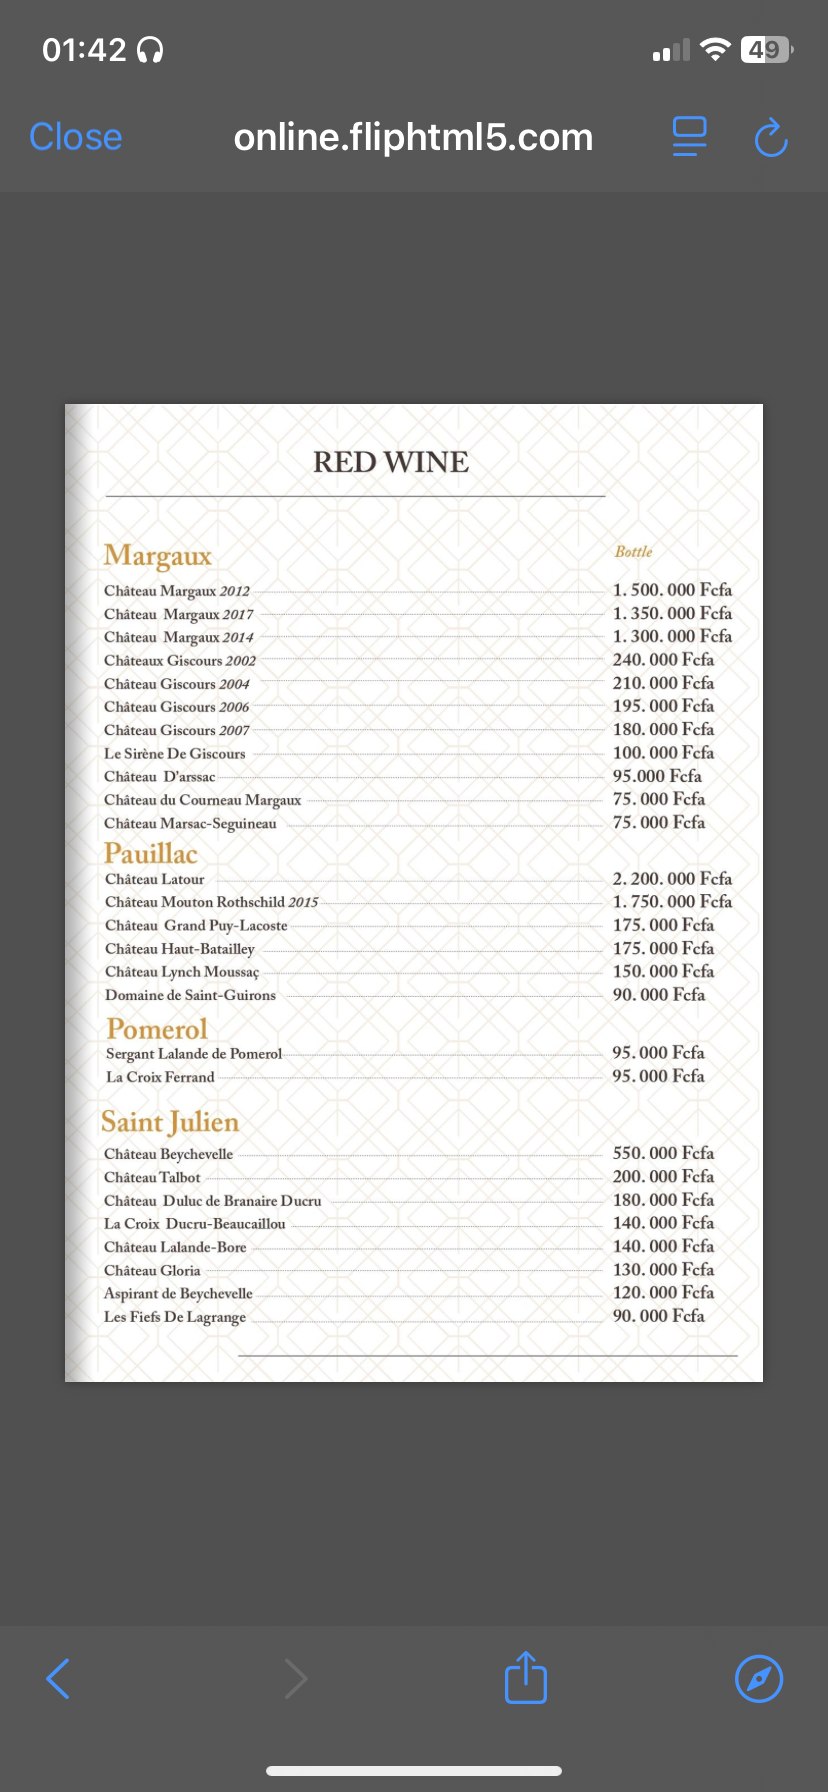 01:42
49
Close
online.fliphtml5.com
RED WINE
Margaux
Bottle
Château Margaux 2012 1. 500. 000 Fcfa
Château Margaux 2017 1. 350. 000 Fcfa
Château Margaux 2014 1. 300. 000 Fcfa
Châteaux Giscours 2002 240. 000 Fcfa
Château Giscours 2004 210. 000 Fcfa
Château Giscours 2006 195. 000 Fcfa
Château Giscours 2007 180. 000 Fcfa
Le Sirène De Giscours 100. 000 Fcfa
Château D'arssac 95.000 Fcfa
Château du Courneau Margaux 75. 000 Fcfa
Château Marsac-Seguineau 75. 000 Fcfa
Pauillac
Château Latour 2. 200. 000 Fcfa
Château Mouton Rothschild 2015 1. 750. 000 Fcfa
Château Grand Puy-Lacoste 175. 000 Fcfa
Château Haut-Batailley 175. 000 Fcfa
Château Lynch Moussaç 150. 000 Fcfa
Domaine de Saint-Guirons 90. 000 Fcfa
Pomerol
Sergant Lalande de Pomerol 95. 000 Fcfa
La Croix Ferrand 95. 000 Fcfa
Saint Julien
Château Beychevelle 550. 000 Fcfa
Château Talbot 200. 000 Fcfa
Château Duluc de Branaire Ducru 180. 000 Fcfa
La Croix Ducru-Beaucaillou 140. 000 Fcfa
Château Lalande-Bore 140. 000 Fcfa
Château Gloria 130. 000 Fcfa
Aspirant de Beychevelle 120. 000 Fcfa
Les Fiefs De Lagrange 90. 000 Fcfa